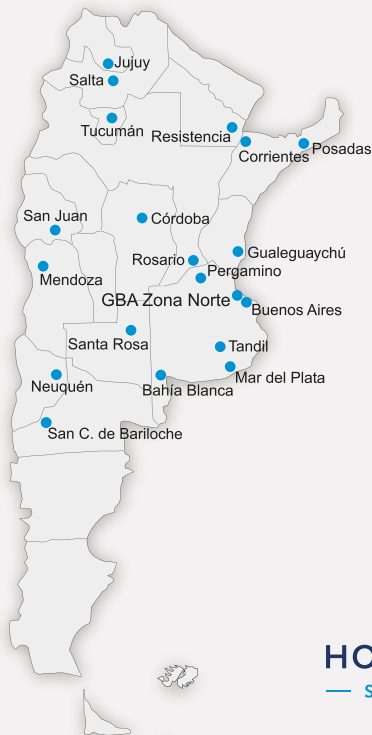 Jujuy
Salta
Tucumán
Resistencia
Corrientes
Posadas
San Juan
Córdoba
Gualeguaychú
Rosario
Pergamino
Mendoza
GBA Zona Norte
Buenos Aires
Santa Rosa
Tandil
Mar del Plata
Neuquén
Bahía Blanca
San C. de Bariloche
HO
S